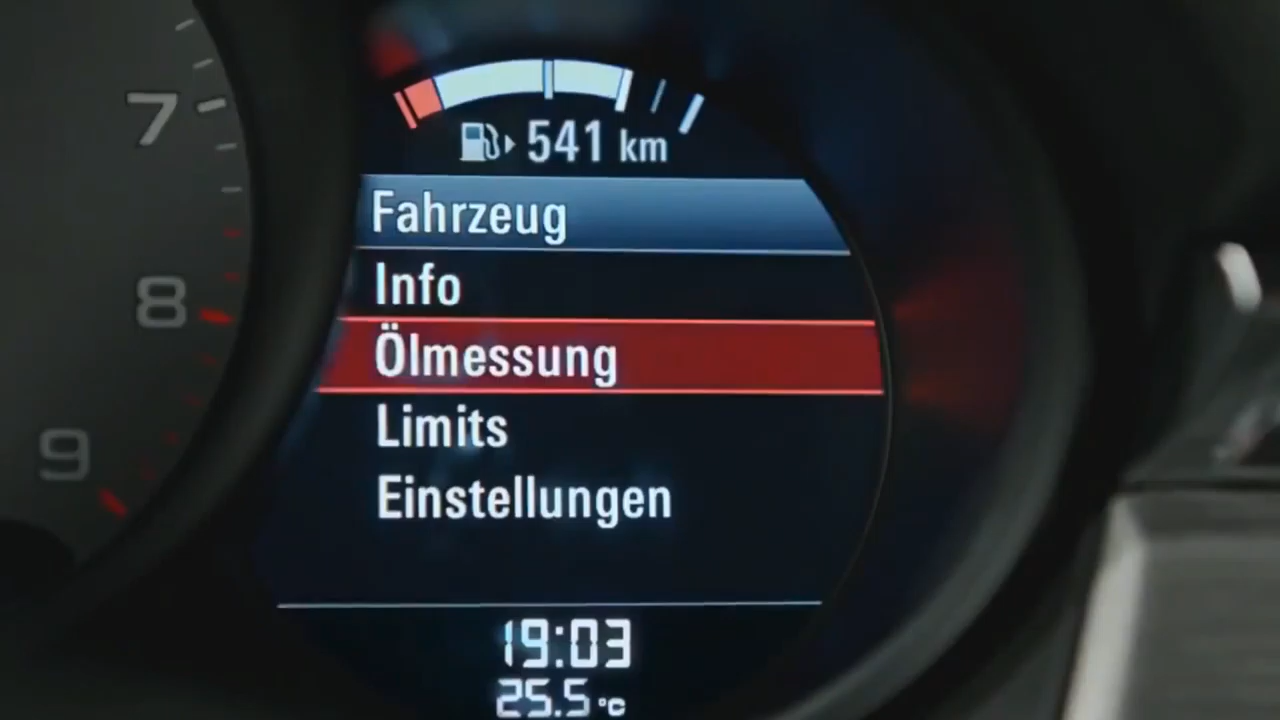 7
8
9
541 km
Fahrzeug
Info
Ölmessung
Limits
Einstellungen
19:03
25.5 °C